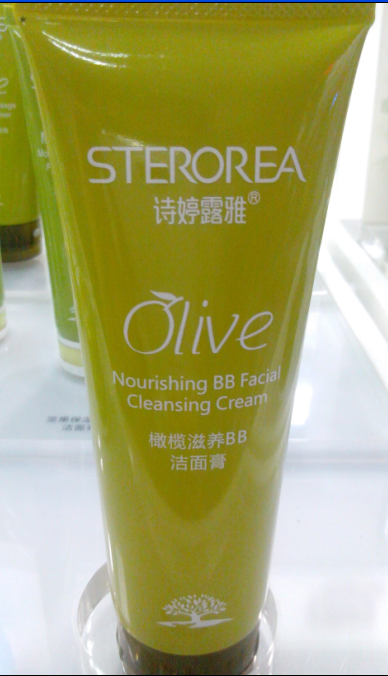 STEROREA
诗婷露雅®
Olive
Nourishing BB Facial
Cleansing Cream
橄榄滋养BB
洁面膏